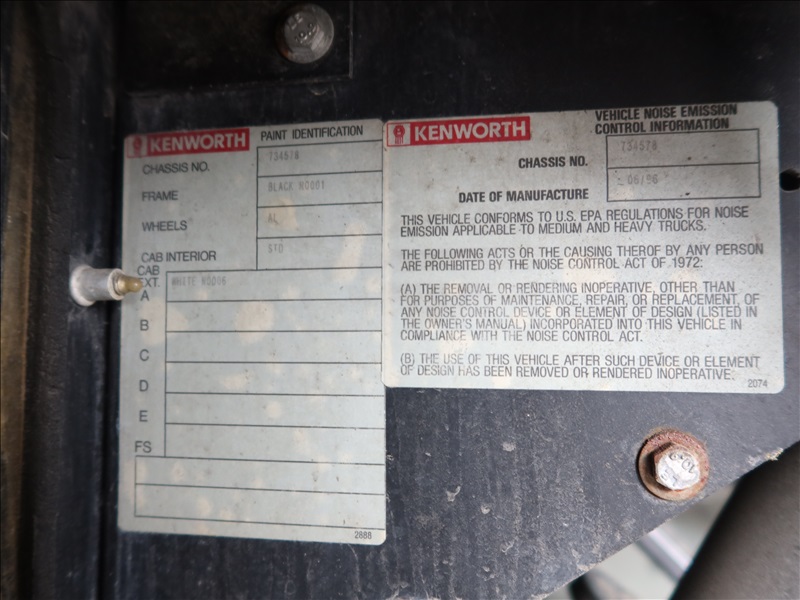 KENWORTH PAINT IDENTIFICATION
CHASSIS NO. 734578
FRAME BLACK N0001
WHEELS AL
CAB INTERIOR STD
CAB
EXT.
A WHITE N0006
B
C
D
E
FS
2888
KENWORTH VEHICLE NOISE EMISSION
CONTROL INFORMATION
CHASSIS NO. 734578
DATE OF MANUFACTURE 06/96
THIS VEHICLE CONFORMS TO U.S. EPA REGULATIONS FOR NOISE
EMISSION APPLICABLE TO MEDIUM AND HEAVY TRUCKS.
THE FOLLOWING ACTS OR THE CAUSING THEROF BY ANY PERSON
ARE PROHIBITED BY THE NOISE CONTROL ACT OF 1972:
(A) THE REMOVAL OR RENDERING INOPERATIVE, OTHER THAN
FOR PURPOSES OF MAINTENANCE, REPAIR, OR REPLACEMENT, OF
ANY NOISE CONTROL DEVICE OR ELEMENT OF DESIGN (LISTED IN
THE OWNER'S MANUAL) INCORPORATED INTO THIS VEHICLE IN
COMPLIANCE WITH THE NOISE CONTROL ACT.
(B) THE USE OF THIS VEHICLE AFTER SUCH DEVICE OR ELEMENT
OF DESIGN HAS BEEN REMOVED OR RENDERED INOPERATIVE.
2074